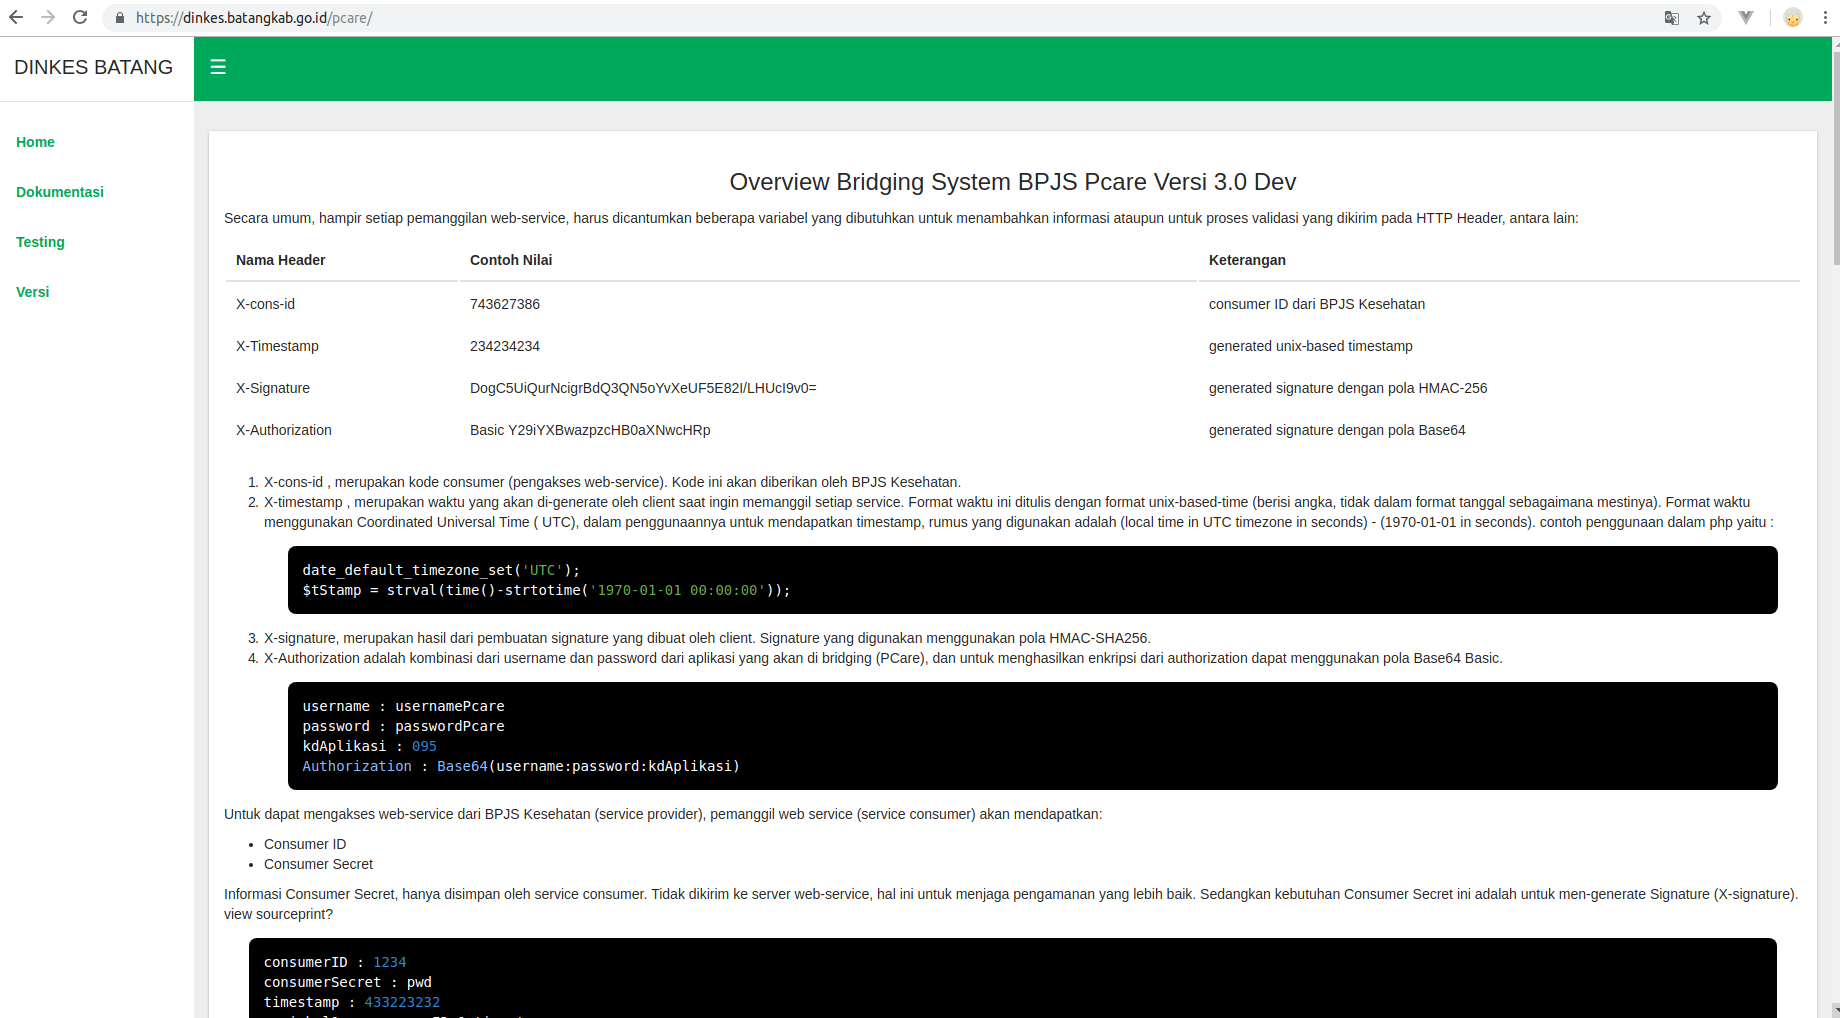 https://dinkes.batangkab.go.id/pcare/
DINKES BATANG
Home
Dokumentasi
Testing
Versi
Overview Bridging System BPJS Pcare Versi 3.0 Dev
Secara umum, hampir setiap pemanggilan web-service, harus dicantumkan beberapa variabel yang dibutuhkan untuk menambahkan informasi ataupun untuk proses validasi yang dikirim pada HTTP Header, antara lain:
Nama Header Contoh Nilai Keterangan
X-cons-id 743627386 consumer ID dari BPJS Kesehatan
X-Timestamp 234234234 generated unix-based timestamp
X-Signature DogC5UiQurNcigrBdQ3QN5oYvXeUF5E82I/LHUcI9v0= generated signature dengan pola HMAC-256
X-Authorization Basic Y29iYXBwazpzcHB0aXNwcHRp generated signature dengan pola Base64
1. X-cons-id , merupakan kode consumer (pengakses web-service). Kode ini akan diberikan oleh BPJS Kesehatan.
2. X-timestamp , merupakan waktu yang akan di-generate oleh client saat ingin memanggil setiap service. Format waktu ini ditulis dengan format unix-based-time (berisi angka, tidak dalam format tanggal sebagaimana mestinya). Format waktu
menggunakan Coordinated Universal Time ( UTC), dalam penggunaannya untuk mendapatkan timestamp, rumus yang digunakan adalah (local time in UTC timezone in seconds) - (1970-01-01 in seconds). contoh penggunaan dalam php yaitu :
date_default_timezone_set('UTC');
$tStamp = strval(time()-strtotime('1970-01-01 00:00:00'));
3. X-signature, merupakan hasil dari pembuatan signature yang dibuat oleh client. Signature yang digunakan menggunakan pola HMAC-SHA256.
4. X-Authorization adalah kombinasi dari username dan password dari aplikasi yang akan di bridging (PCare), dan untuk menghasilkan enkripsi dari authorization dapat menggunakan pola Base64 Basic.
username : usernamePcare
password : passwordPcare
kdAplikasi : 095
Authorization : Base64(username:password:kdAplikasi)
Untuk dapat mengakses web-service dari BPJS Kesehatan (service provider), pemanggil web service (service consumer) akan mendapatkan:
• Consumer ID
• Consumer Secret
Informasi Consumer Secret, hanya disimpan oleh service consumer. Tidak dikirim ke server web-service, hal ini untuk menjaga pengamanan yang lebih baik. Sedangkan kebutuhan Consumer Secret ini adalah untuk men-generate Signature (X-signature).
view sourceprint?
consumerID : 1234
consumerSecret : pwd
timestamp : 433223232